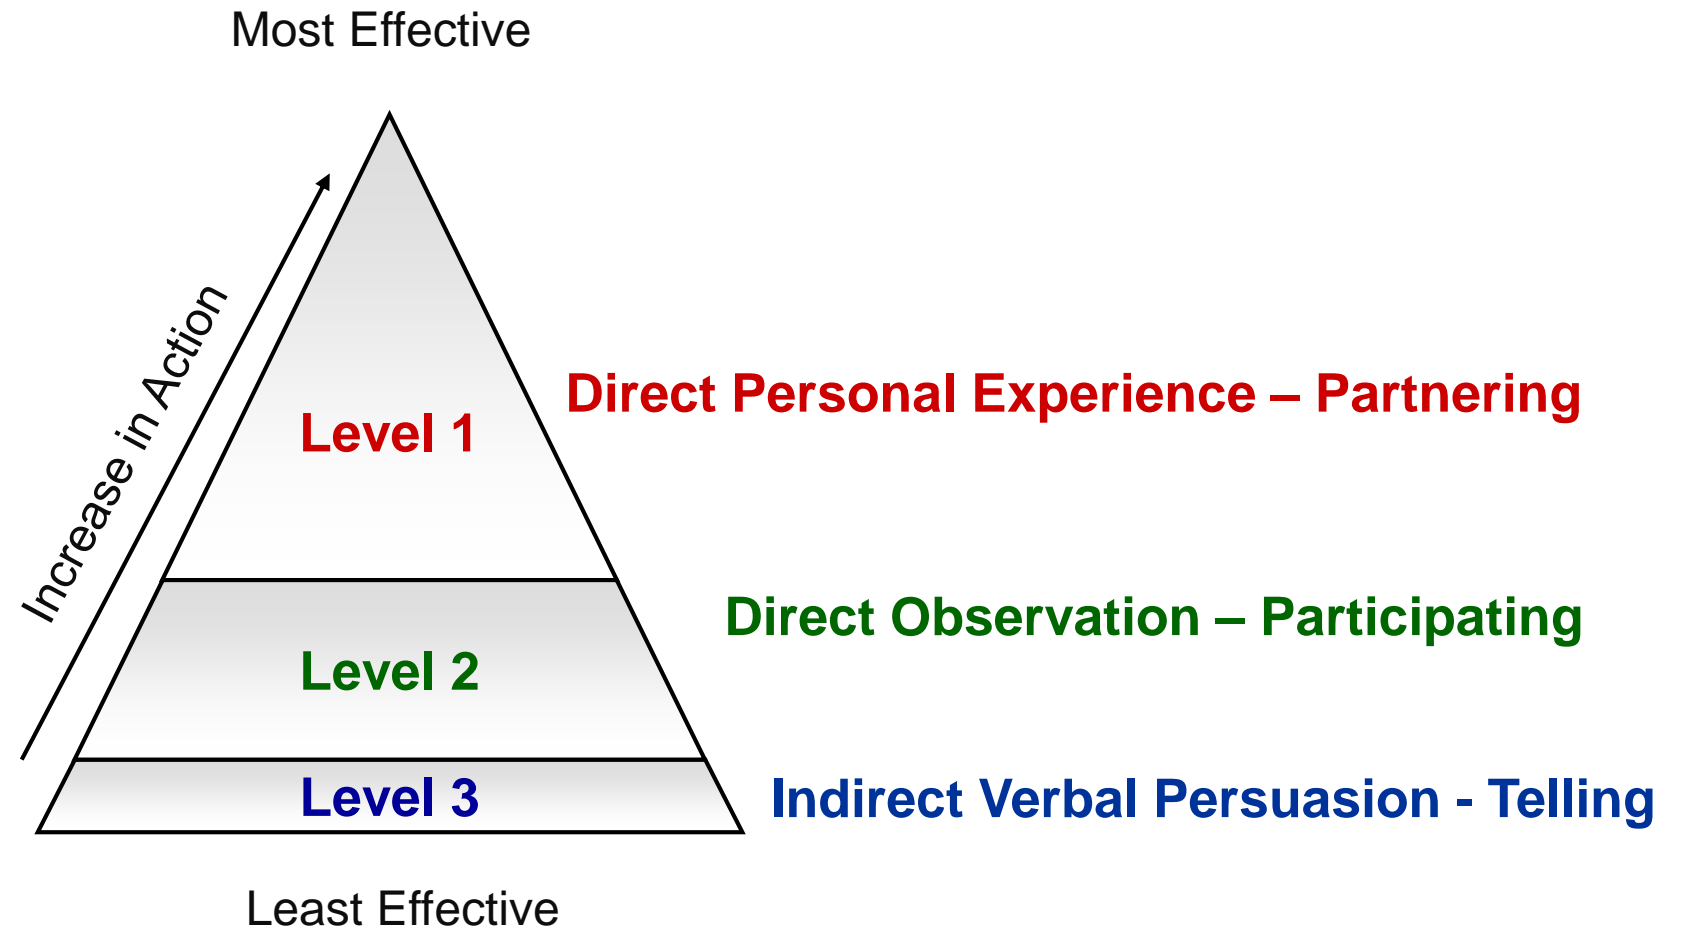 Most Effective
Increase in Action
Level 1
Direct Personal Experience – Partnering
Level 2
Direct Observation – Participating
Level 3
Indirect Verbal Persuasion - Telling
Least Effective